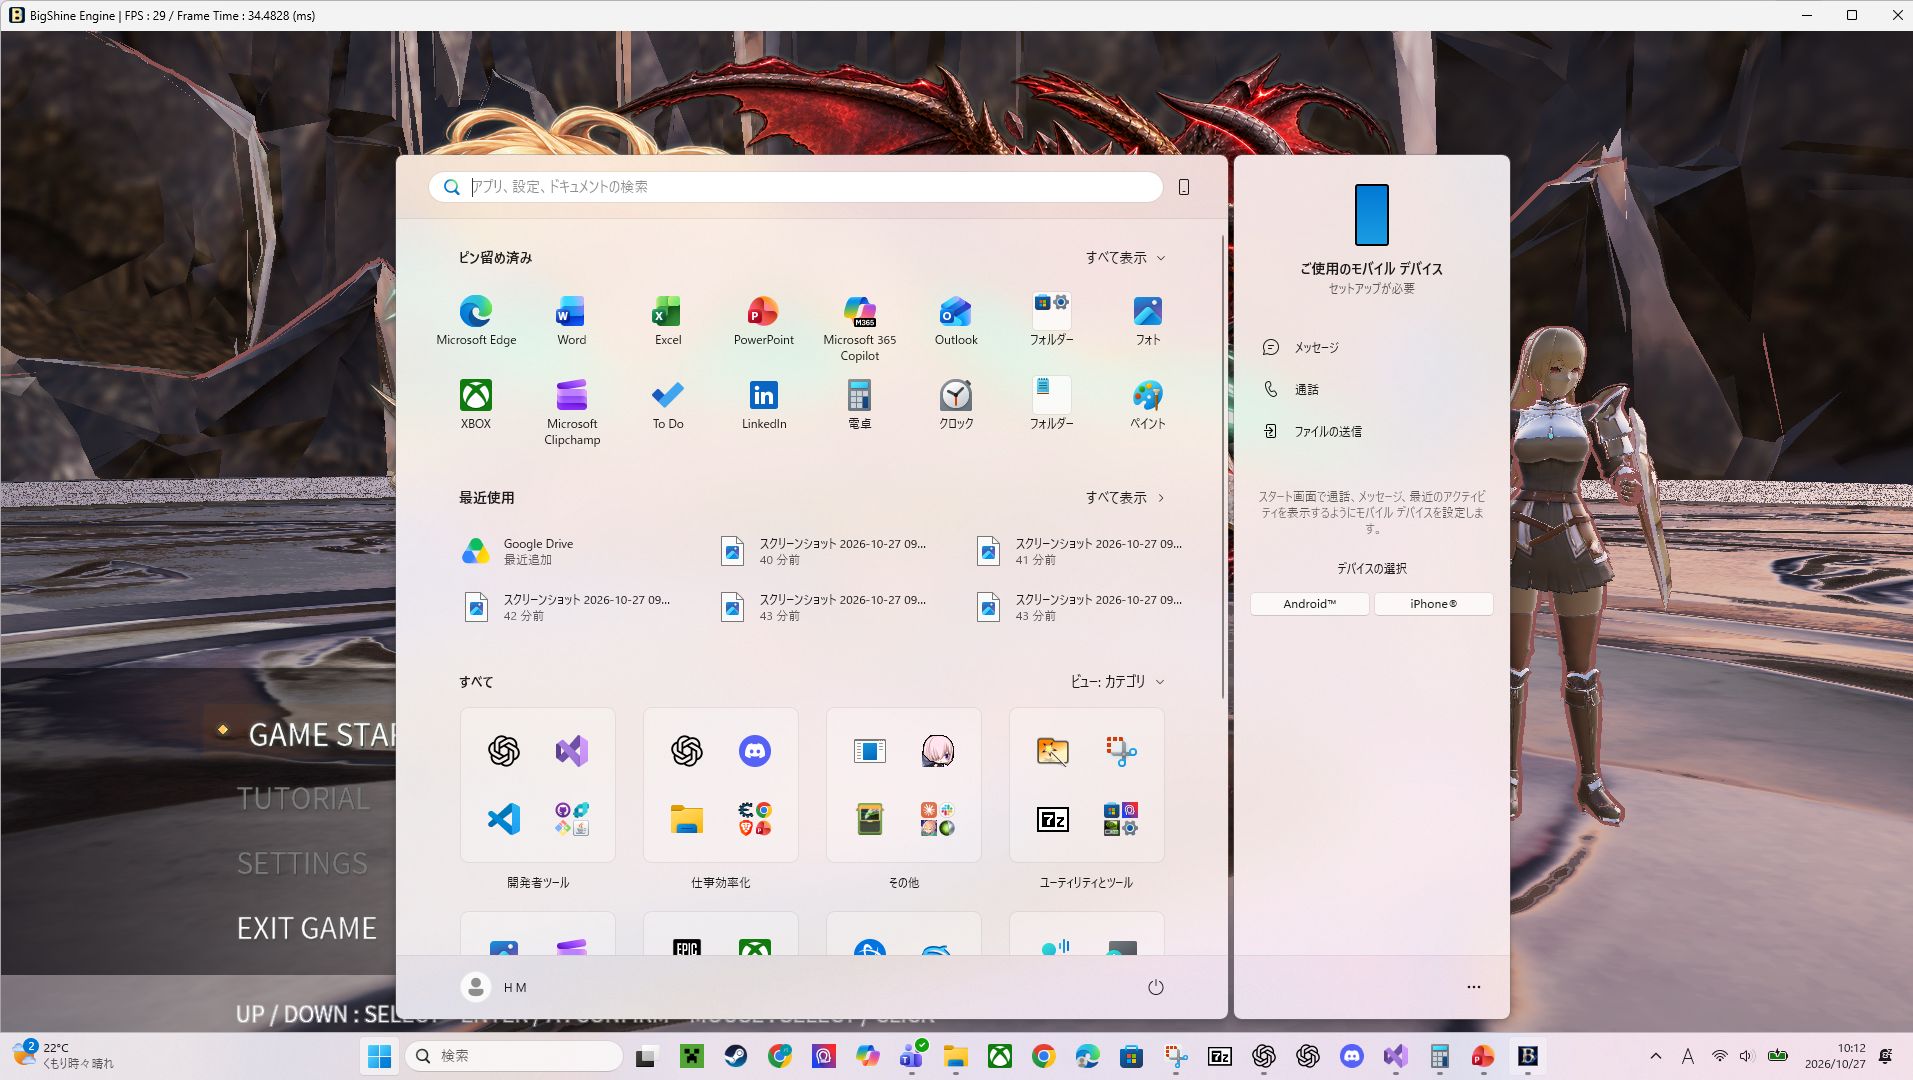 BigShine Engine | FPS : 29 / Frame Time : 34.4828 (ms)
アプリ、設定、ドキュメントの検索
ピン留め済み
すべて表示
Microsoft Edge
Word
Excel
PowerPoint
Microsoft 365 Copilot
M365
Outlook
フォルダー
フォト
XBOX
Microsoft Clipchamp
To Do
LinkedIn
電卓
クロック
フォルダー
ペイント
最近使用
すべて表示
Google Drive
最近追加
スクリーンショット 2026-10-27 09...
40 分前
スクリーンショット 2026-10-27 09...
41 分前
スクリーンショット 2026-10-27 09...
42 分前
スクリーンショット 2026-10-27 09...
43 分前
スクリーンショット 2026-10-27 09...
43 分前
すべて
ビュー: カテゴリ
7z
開発者ツール
仕事効率化
その他
ユーティリティとツール
EPIC
H M
ご使用のモバイル デバイス
セットアップが必要
メッセージ
通話
ファイルの送信
スタート画面で通話、メッセージ、最近のアクティビ
ティを表示するようにモバイル デバイスを設定しま
す。
デバイスの選択
Android™
iPhone®
GAME STAR
TUTORIAL
SETTINGS
EXIT GAME
UP / DOWN : SELECT ENTER / A : CONFIRM MOUSE : SELECT / CLICK
2
22°C
くもり時々晴れ
検索
7z
A
10:12
2026/10/27